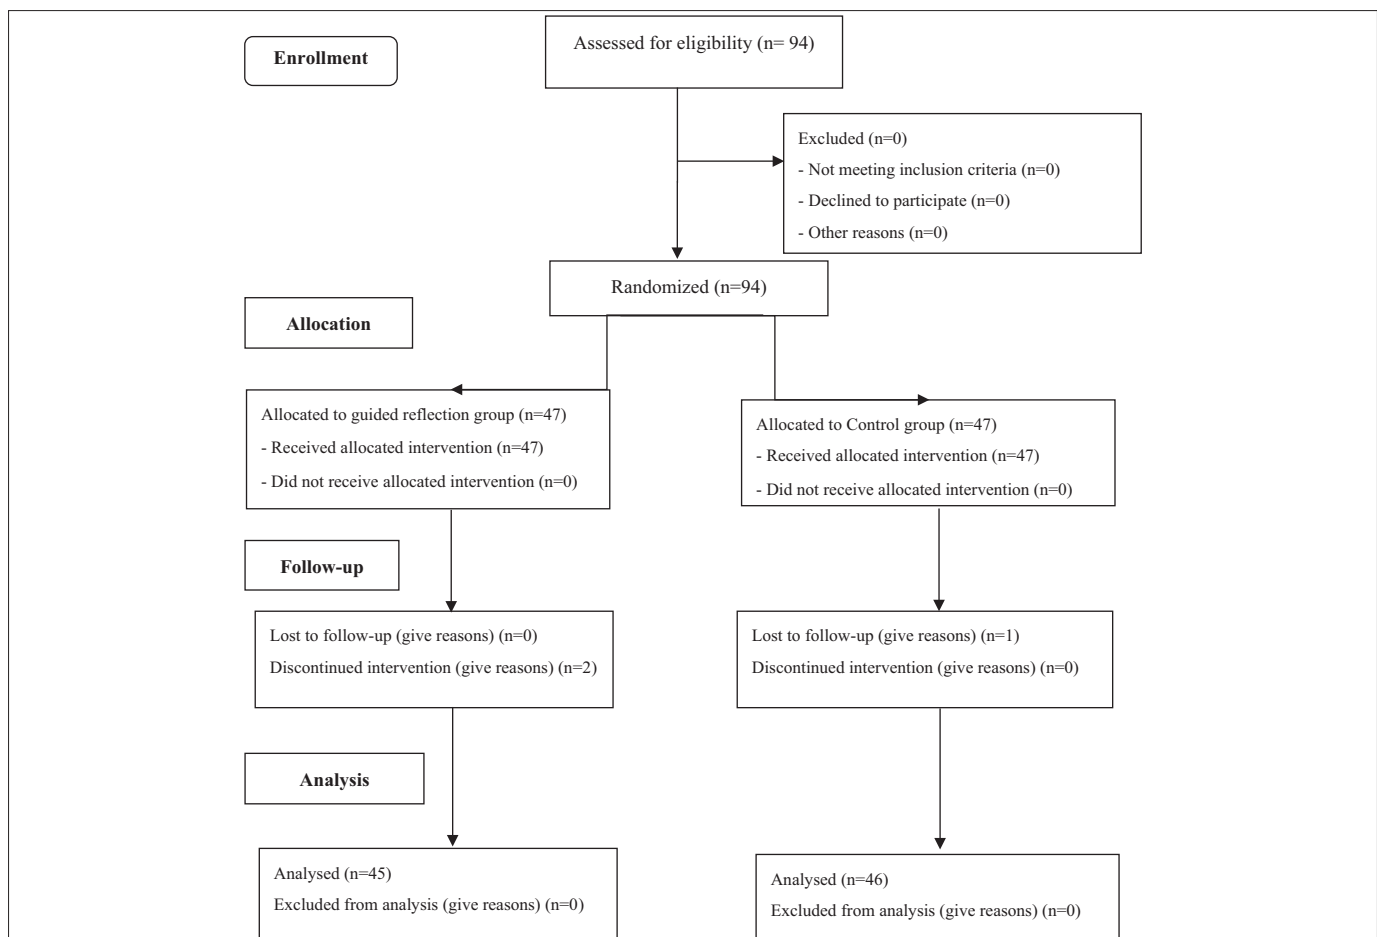 Enrollment
Assessed for eligibility (n= 94)
Excluded (n=0)
- Not meeting inclusion criteria (n=0)
- Declined to participate (n=0)
- Other reasons (n=0)
Randomized (n=94)
Allocation
Allocated to guided reflection group (n=47)
- Received allocated intervention (n=47)
- Did not receive allocated intervention (n=0)
Allocated to Control group (n=47)
- Received allocated intervention (n=47)
- Did not receive allocated intervention (n=0)
Follow-up
Lost to follow-up (give reasons) (n=0)
Discontinued intervention (give reasons) (n=2)
Lost to follow-up (give reasons) (n=1)
Discontinued intervention (give reasons) (n=0)
Analysis
Analysed (n=45)
Excluded from analysis (give reasons) (n=0)
Analysed (n=46)
Excluded from analysis (give reasons) (n=0)